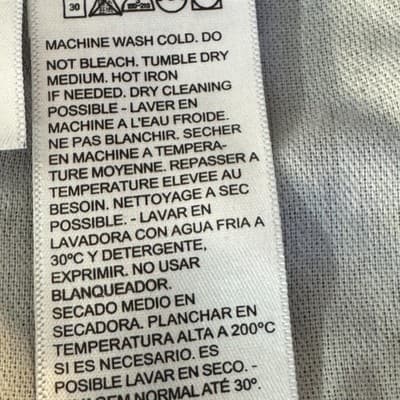 30
MACHINE WASH COLD. DO
NOT BLEACH. TUMBLE DRY
MEDIUM. HOT IRON
IF NEEDED. DRY CLEANING
POSSIBLE - LAVER EN
MACHINE A L'EAU FROIDE.
NE PAS BLANCHIR. SECHER
EN MACHINE A TEMPERA-
TURE MOYENNE. REPASSER A
TEMPERATURE ELEVEE AU
BESOIN. NETTOYAGE A SEC
POSSIBLE. - LAVAR EN
LAVADORA CON AGUA FRIA A
30ºC Y DETERGENTE,
EXPRIMIR. NO USAR
BLANQUEADOR.
SECADO MEDIO EN
SECADORA. PLANCHAR EN
TEMPERATURA ALTA A 200ºC
SI ES NECESARIO. ES
POSIBLE LAVAR EN SECO. -
NORMAL ATÉ 30º.